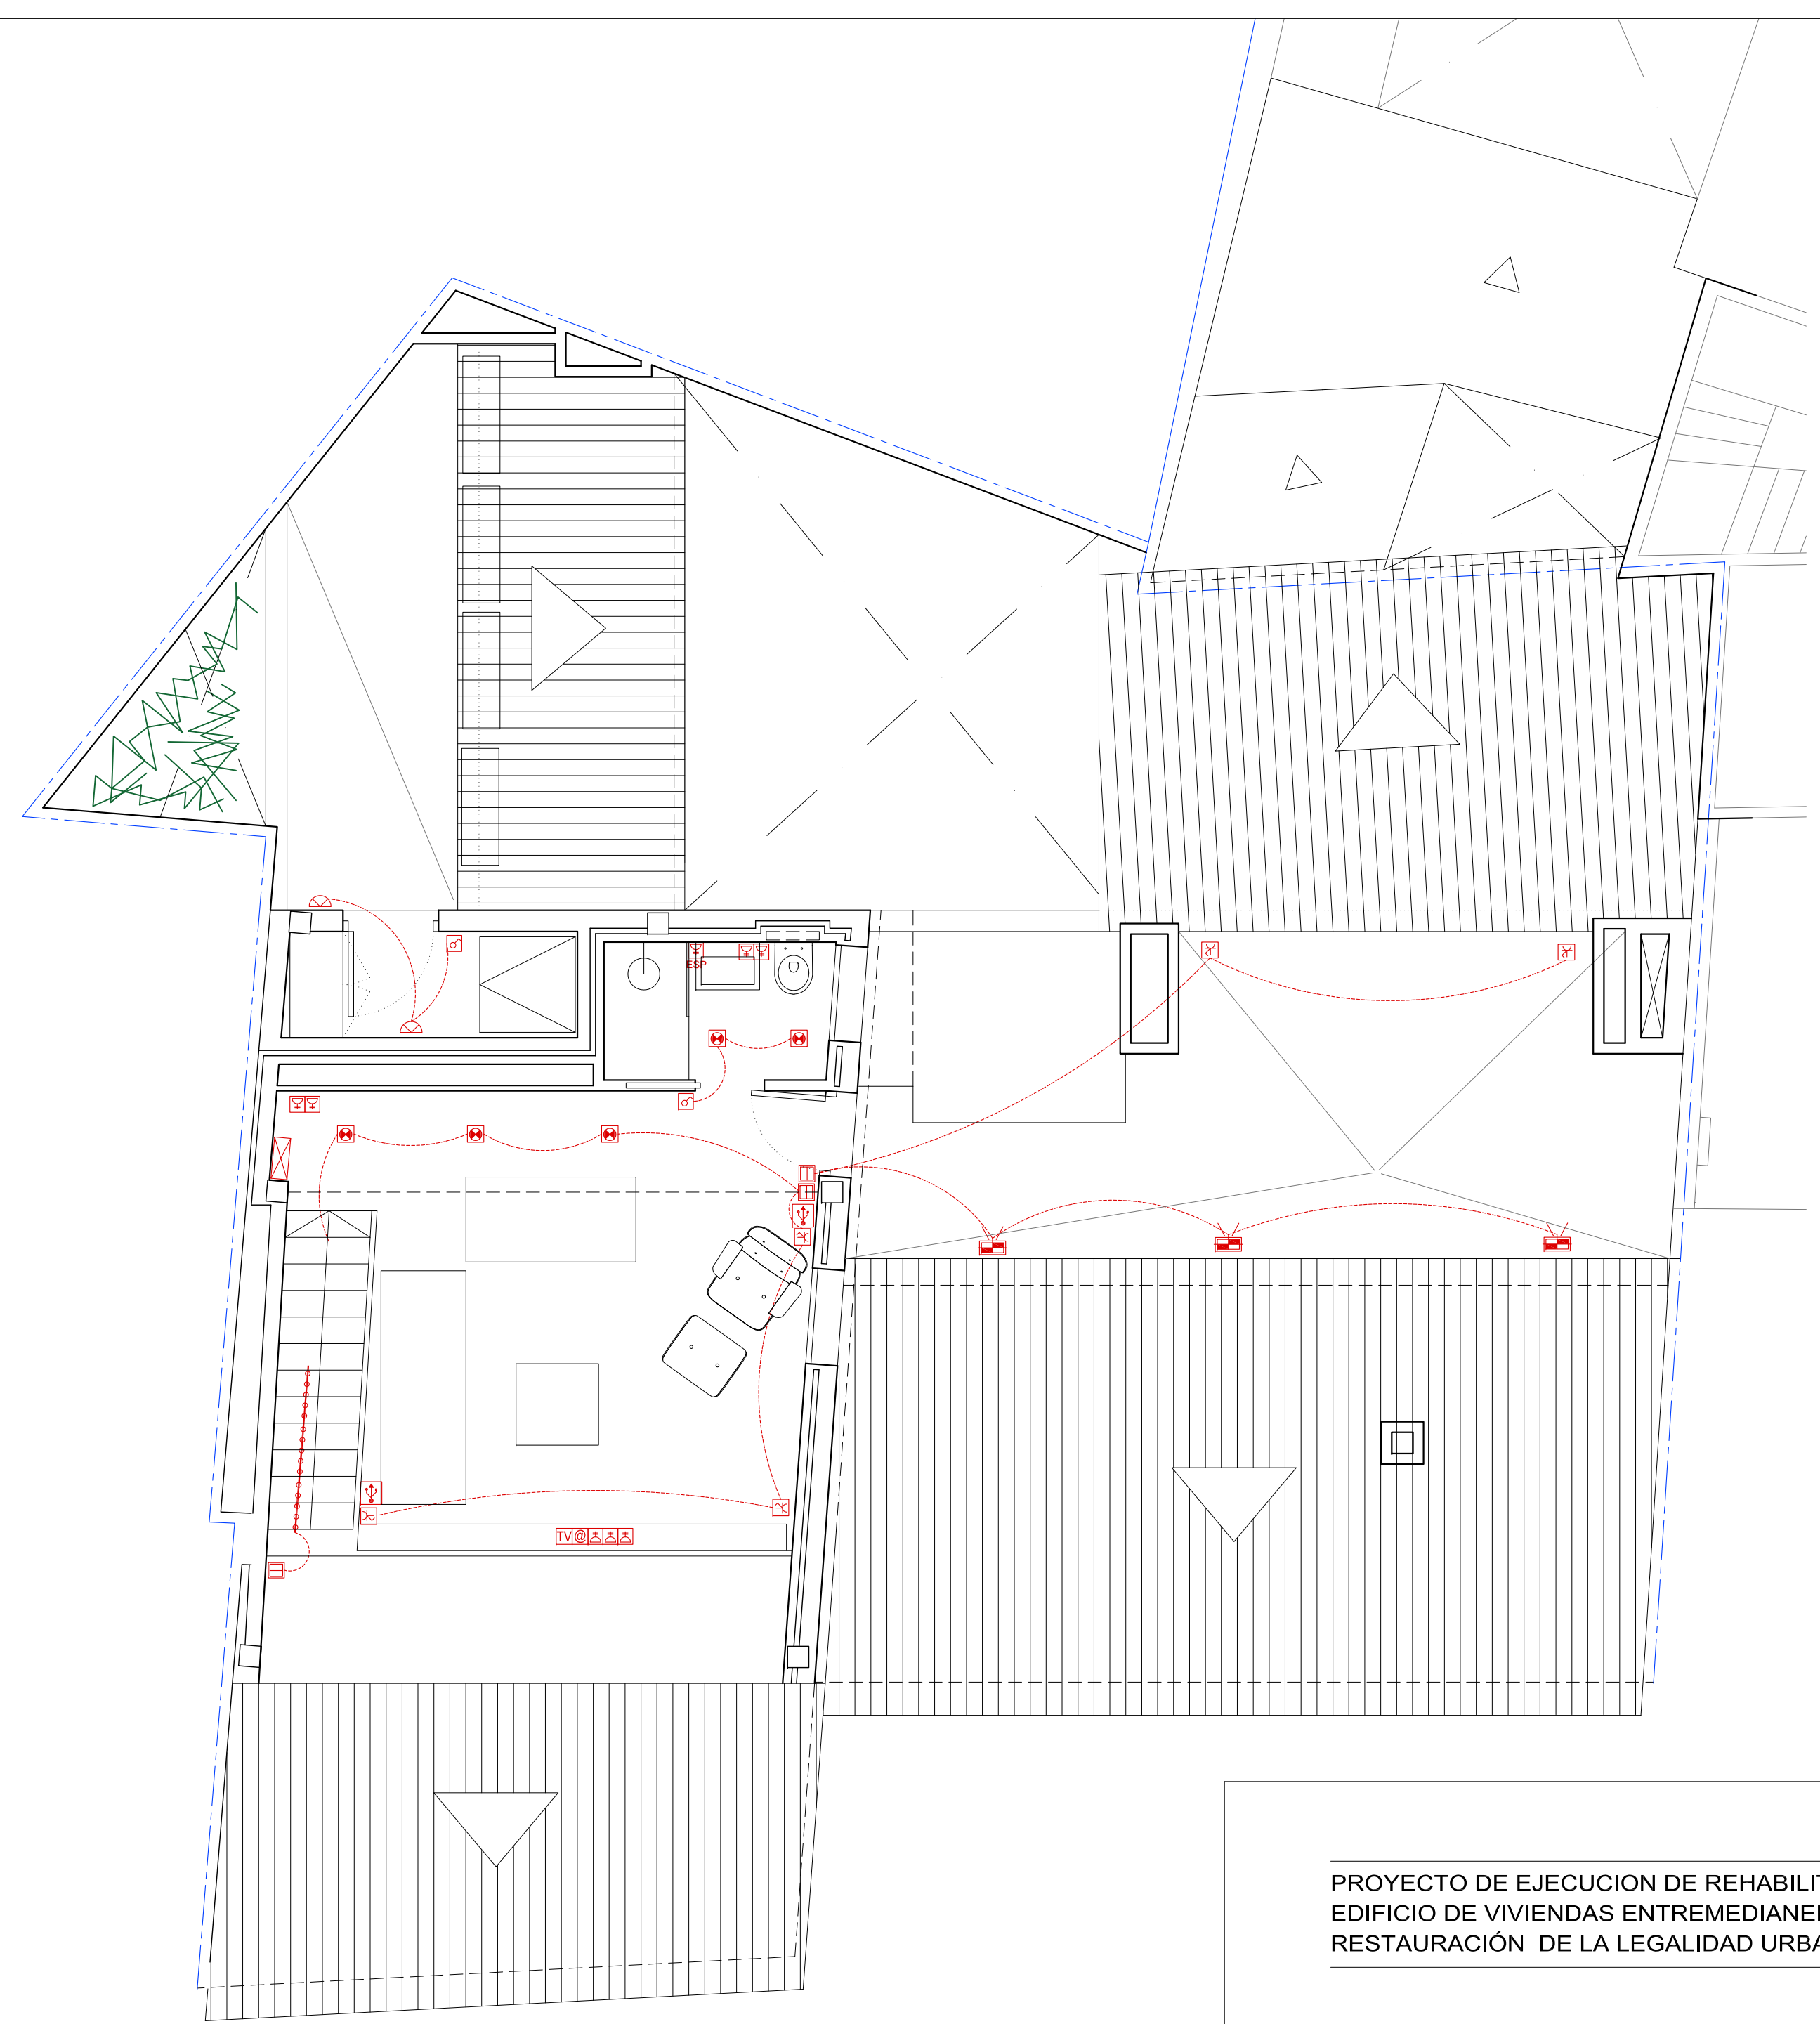 ESP
TV @
PROYECTO DE EJECUCION DE REHABILIT
EDIFICIO DE VIVIENDAS ENTREMEDIANE
RESTAURACIÓN DE LA LEGALIDAD URBA